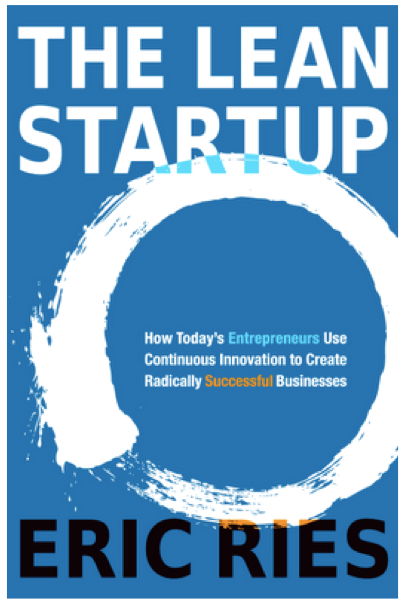 THE LEAN
STARTUP
How Today's Entrepreneurs Use
Continuous Innovation to Create
Radically Successful Businesses
ERIC RIES